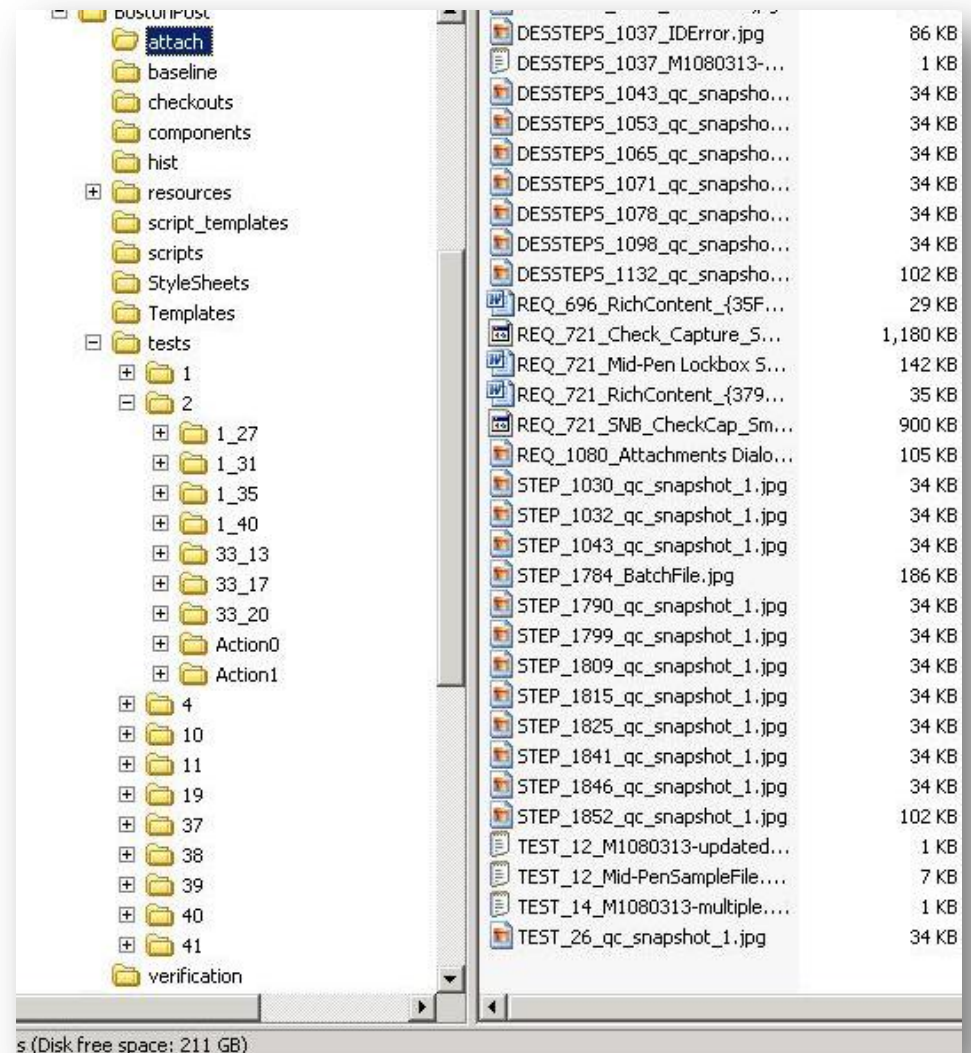 BostonPost
attach
baseline
checkouts
components
hist
resources
script_templates
scripts
StyleSheets
Templates
tests
1
2
1_27
1_31
1_35
1_40
33_13
33_17
33_20
Action0
Action1
4
10
11
19
37
38
39
40
41
verification
DESSTEPS_1037_IDError.jpg 86 KB
DESSTEPS_1037_M1080313-... 1 KB
DESSTEPS_1043_qc_snapsho... 34 KB
DESSTEPS_1053_qc_snapsho... 34 KB
DESSTEPS_1065_qc_snapsho... 34 KB
DESSTEPS_1071_qc_snapsho... 34 KB
DESSTEPS_1078_qc_snapsho... 34 KB
DESSTEPS_1098_qc_snapsho... 34 KB
DESSTEPS_1132_qc_snapsho... 102 KB
REQ_696_RichContent_{35F... 29 KB
REQ_721_Check_Capture_S... 1,180 KB
REQ_721_Mid-Pen Lockbox S... 142 KB
REQ_721_RichContent_{379... 35 KB
REQ_721_SNB_CheckCap_Sm... 900 KB
REQ_1080_Attachments Dialo... 105 KB
STEP_1030_qc_snapshot_1.jpg 34 KB
STEP_1032_qc_snapshot_1.jpg 34 KB
STEP_1043_qc_snapshot_1.jpg 34 KB
STEP_1784_BatchFile.jpg 186 KB
STEP_1790_qc_snapshot_1.jpg 34 KB
STEP_1799_qc_snapshot_1.jpg 34 KB
STEP_1809_qc_snapshot_1.jpg 34 KB
STEP_1815_qc_snapshot_1.jpg 34 KB
STEP_1825_qc_snapshot_1.jpg 34 KB
STEP_1841_qc_snapshot_1.jpg 34 KB
STEP_1846_qc_snapshot_1.jpg 34 KB
STEP_1852_qc_snapshot_1.jpg 102 KB
TEST_12_M1080313-updated... 1 KB
TEST_12_Mid-PenSampleFile.... 7 KB
TEST_14_M1080313-multiple.... 1 KB
TEST_26_qc_snapshot_1.jpg 34 KB
s (Disk free space: 211 GB)